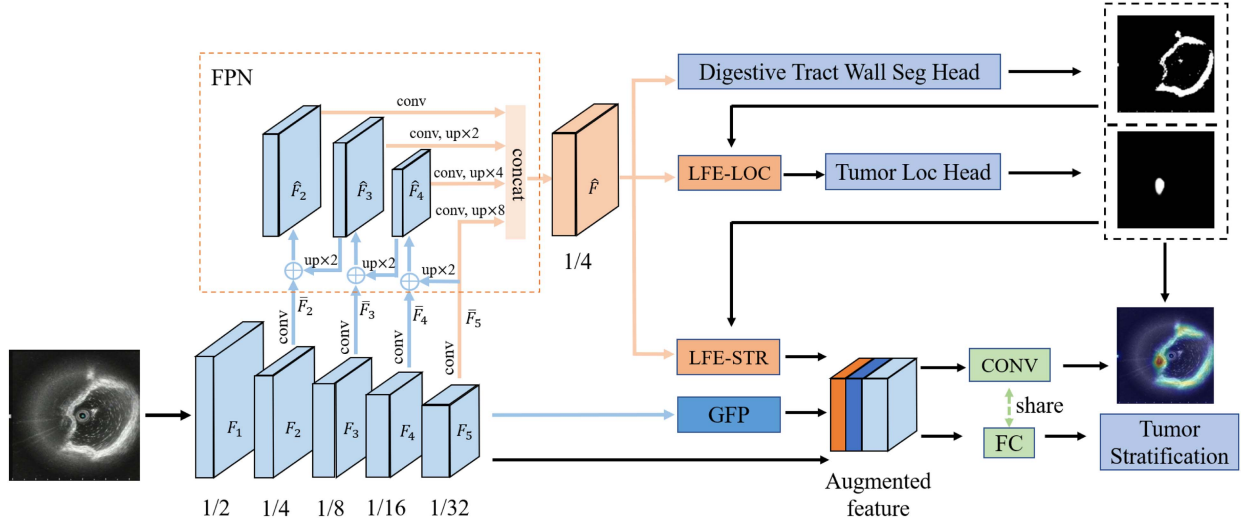 FPN
conv
conv, up×2
conv, up×4
conv, up×8
concat
F̂2
F̂3
F̂4
F̂
1/4
up×2
up×2
up×2
conv
F̄2
conv
F̄3
conv
F̄4
conv
F̄5
F1
F2
F3
F4
F5
1/2
1/4
1/8
1/16
1/32
Digestive Tract Wall Seg Head
LFE-LOC
Tumor Loc Head
LFE-STR
GFP
Augmented
feature
CONV
share
FC
Tumor
Stratification